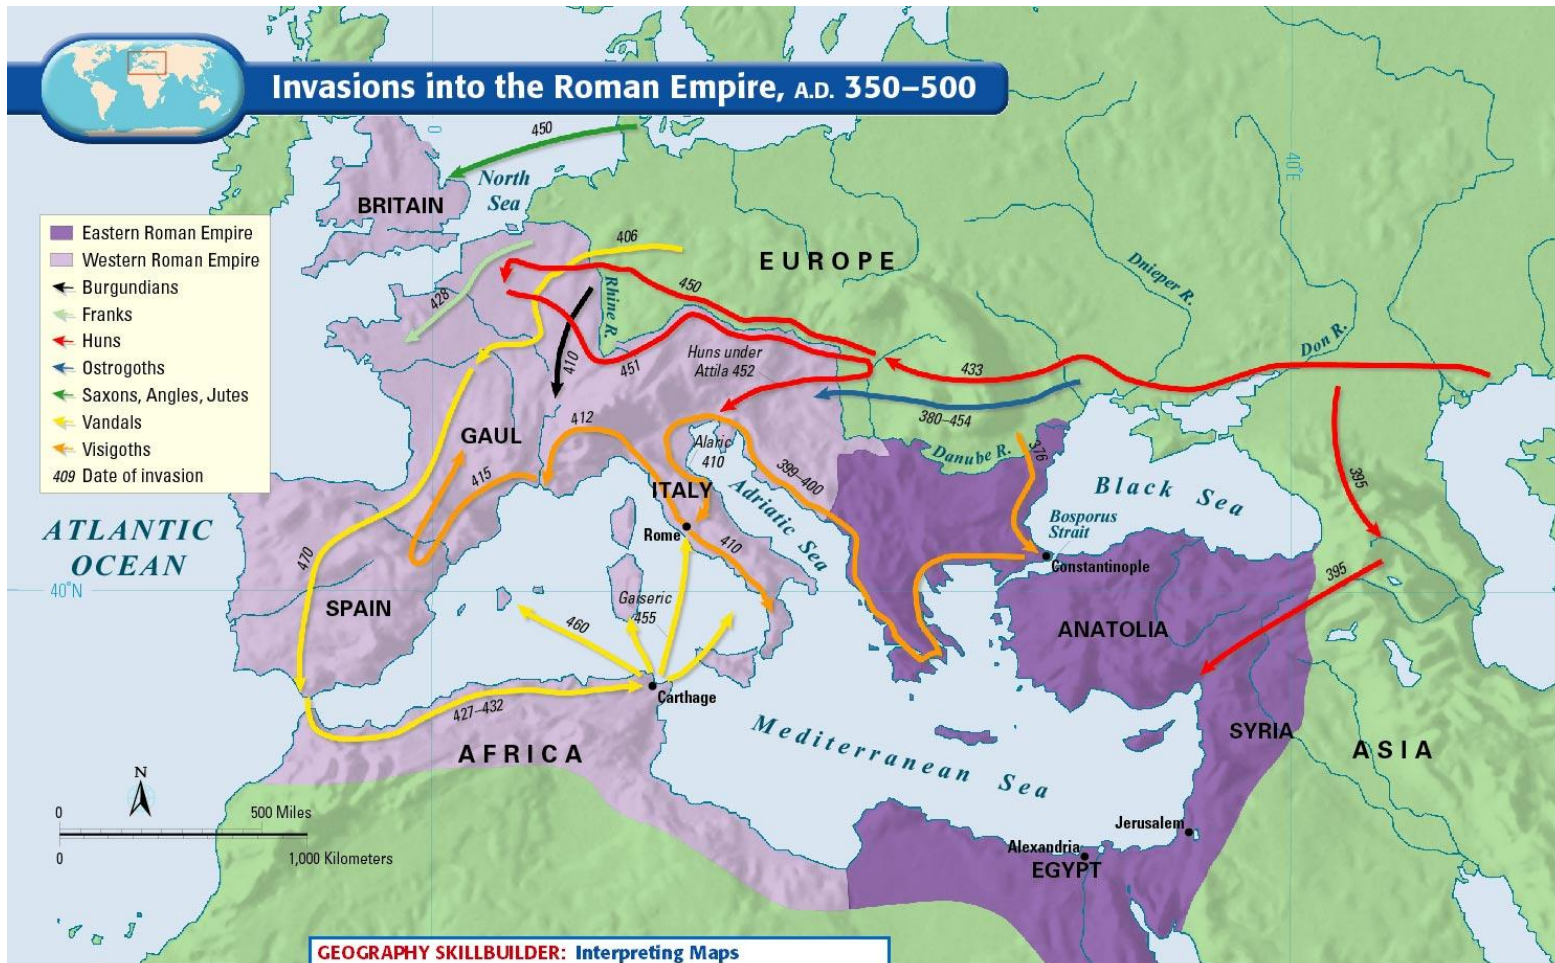 Invasions into the Roman Empire, A.D. 350–500
0
450
40°E
North
Sea
BRITAIN
Eastern Roman Empire
Western Roman Empire
Burgundians
Franks
Huns
Ostrogoths
Saxons, Angles, Jutes
Vandals
Visigoths
409 Date of invasion
406
EUROPE
Dnieper R.
428
Rhine R.
450
Don R.
410
451
Huns under
Attila 452
433
380–454
412
GAUL
Alaric
410
Danube R.
376
415
399–400
ITALY
Adriatic Sea
Black Sea
395
ATLANTIC
OCEAN
Rome
410
Bosporus
Strait
Constantinople
470
395
40°N
SPAIN
Gaiseric
455
460
ANATOLIA
Carthage
427–432
Mediterranean Sea
SYRIA
AFRICA
ASIA
N
0
500 Miles
0
1,000 Kilometers
Jerusalem
Alexandria
EGYPT
GEOGRAPHY SKILLBUILDER: Interpreting Maps